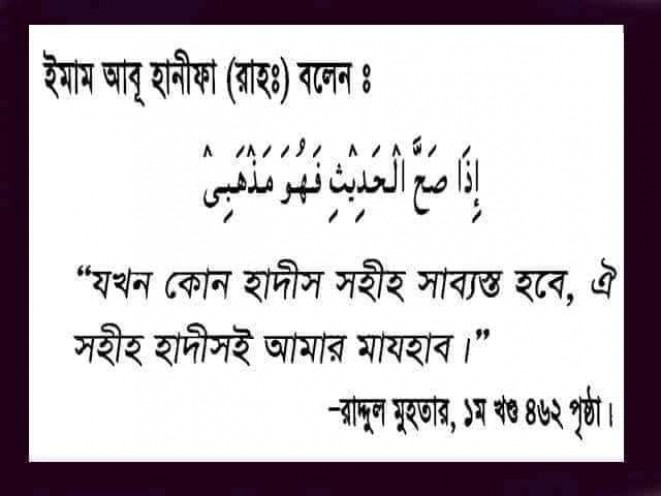 ইমাম আবূ হানীফা (রাহঃ) বলেন ঃ
إِذَا صَحَّ الْحَدِيْثِ فَهُوَ مَذْهَبِىْ
“যখন কোন হাদীস সহীহ সাব্যস্ত হবে, ঐ
সহীহ হাদীসই আমার মাযহাব।”
-রাদ্দুল মুহতার, ১ম খণ্ড ৪৬২ পৃষ্ঠা।